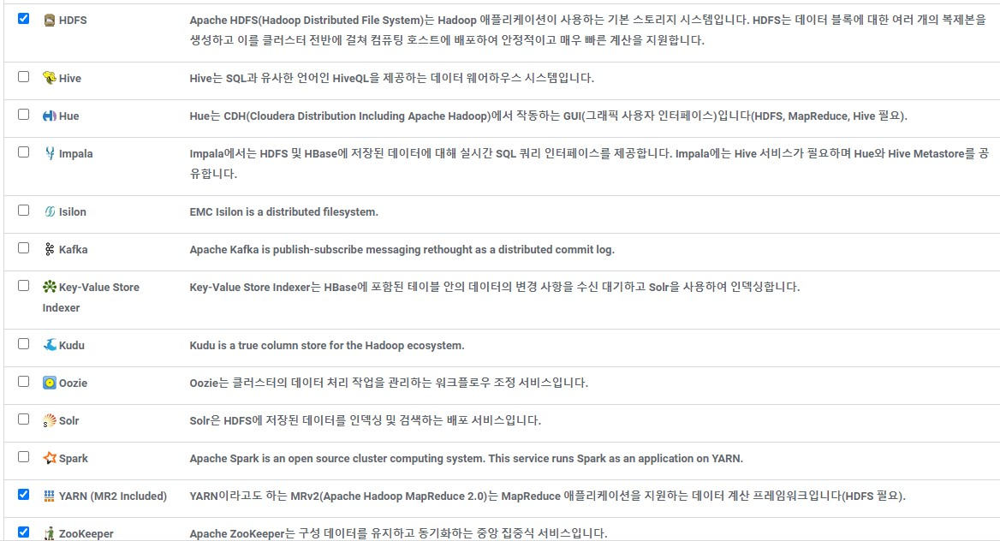 HDFS
Apache HDFS(Hadoop Distributed File System)는 Hadoop 애플리케이션이 사용하는 기본 스토리지 시스템입니다. HDFS는 데이터 블록에 대한 여러 개의 복제본을
생성하고 이를 클러스터 전반에 걸쳐 컴퓨팅 호스트에 배포하여 안정적이고 매우 빠른 계산을 지원합니다.
Hive
Hive는 SQL과 유사한 언어인 HiveQL을 제공하는 데이터 웨어하우스 시스템입니다.
Hue
Hue는 CDH(Cloudera Distribution Including Apache Hadoop)에서 작동하는 GUI(그래픽 사용자 인터페이스)입니다(HDFS, MapReduce, Hive 필요).
Impala
Impala에서는 HDFS 및 HBase에 저장된 데이터에 대해 실시간 SQL 쿼리 인터페이스를 제공합니다. Impala에는 Hive 서비스가 필요하며 Hue와 Hive Metastore를 공
유합니다.
Isilon
EMC Isilon is a distributed filesystem.
Kafka
Apache Kafka is publish-subscribe messaging rethought as a distributed commit log.
Key-Value Store
Indexer
Key-Value Store Indexer는 HBase에 포함된 테이블 안의 데이터의 변경 사항을 수신 대기하고 Solr을 사용하여 인덱싱합니다.
Kudu
Kudu is a true column store for the Hadoop ecosystem.
Oozie
Oozie는 클러스터의 데이터 처리 작업을 관리하는 워크플로우 조정 서비스입니다.
Solr
Solr은 HDFS에 저장된 데이터를 인덱싱 및 검색하는 배포 서비스입니다.
Spark
Apache Spark is an open source cluster computing system. This service runs Spark as an application on YARN.
YARN (MR2 Included)
YARN이라고도 하는 MRv2(Apache Hadoop MapReduce 2.0)는 MapReduce 애플리케이션을 지원하는 데이터 계산 프레임워크입니다(HDFS 필요).
ZooKeeper
Apache ZooKeeper는 구성 데이터를 유지하고 동기화하는 중앙 집중식 서비스입니다.